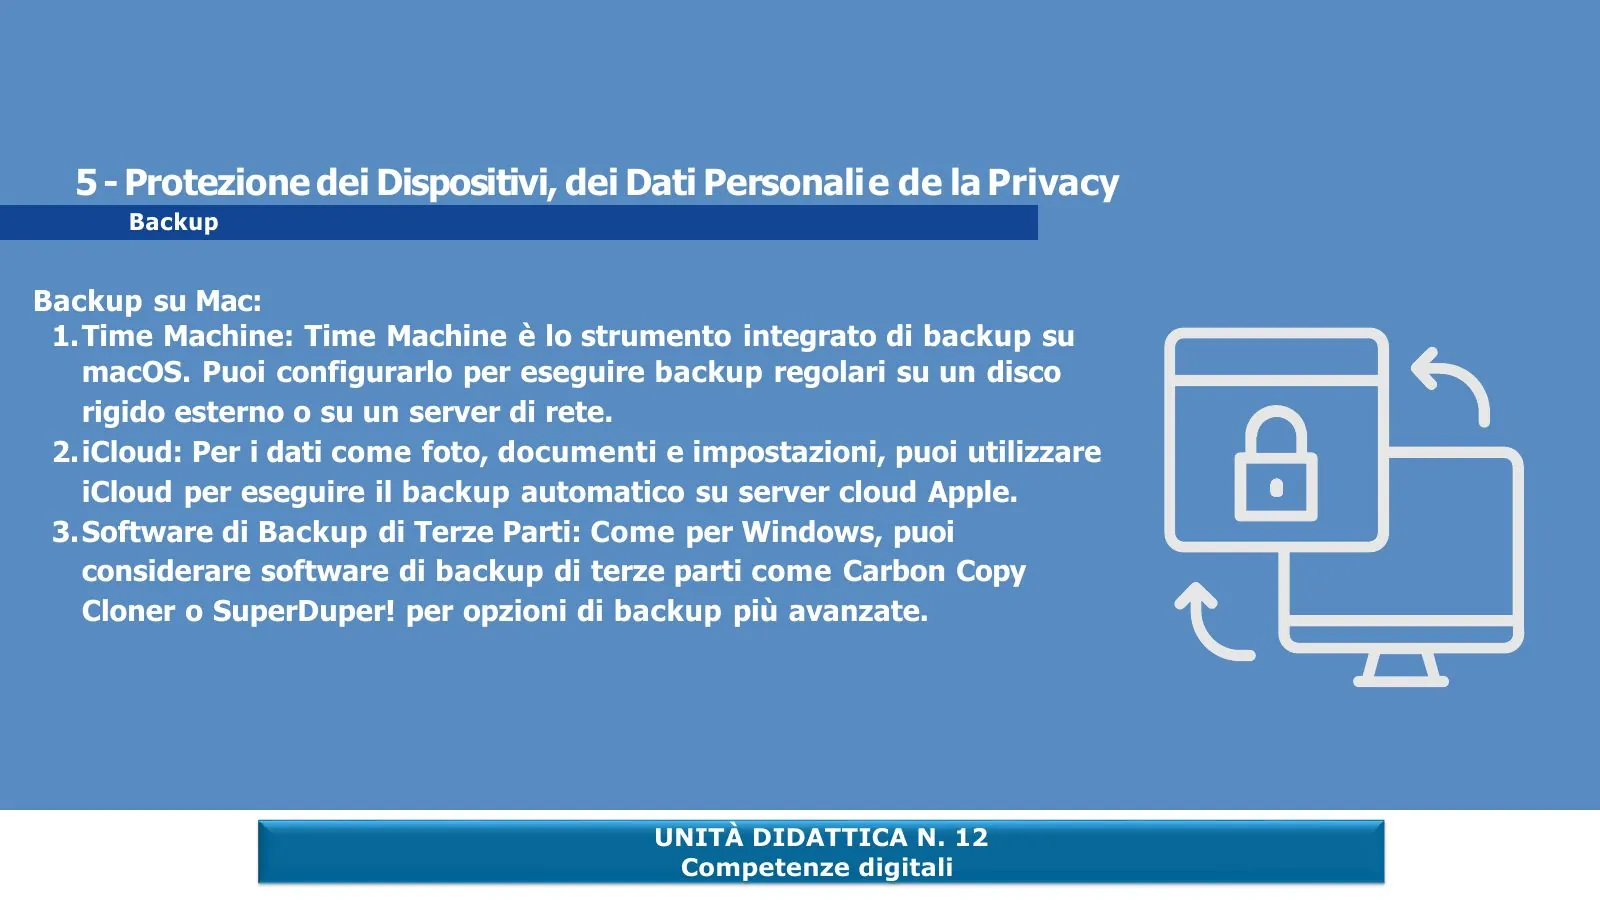 5 - Protezione dei Dispositivi, dei Dati Personali e de la Privacy
Backup
Backup su Mac:
1. Time Machine: Time Machine è lo strumento integrato di backup su
macOS. Puoi configurarlo per eseguire backup regolari su un disco
rigido esterno o su un server di rete.
2. iCloud: Per i dati come foto, documenti e impostazioni, puoi utilizzare
iCloud per eseguire il backup automatico su server cloud Apple.
3. Software di Backup di Terze Parti: Come per Windows, puoi
considerare software di backup di terze parti come Carbon Copy
Cloner o SuperDuper! per opzioni di backup più avanzate.
UNITÀ DIDATTICA N. 12
Competenze digitali